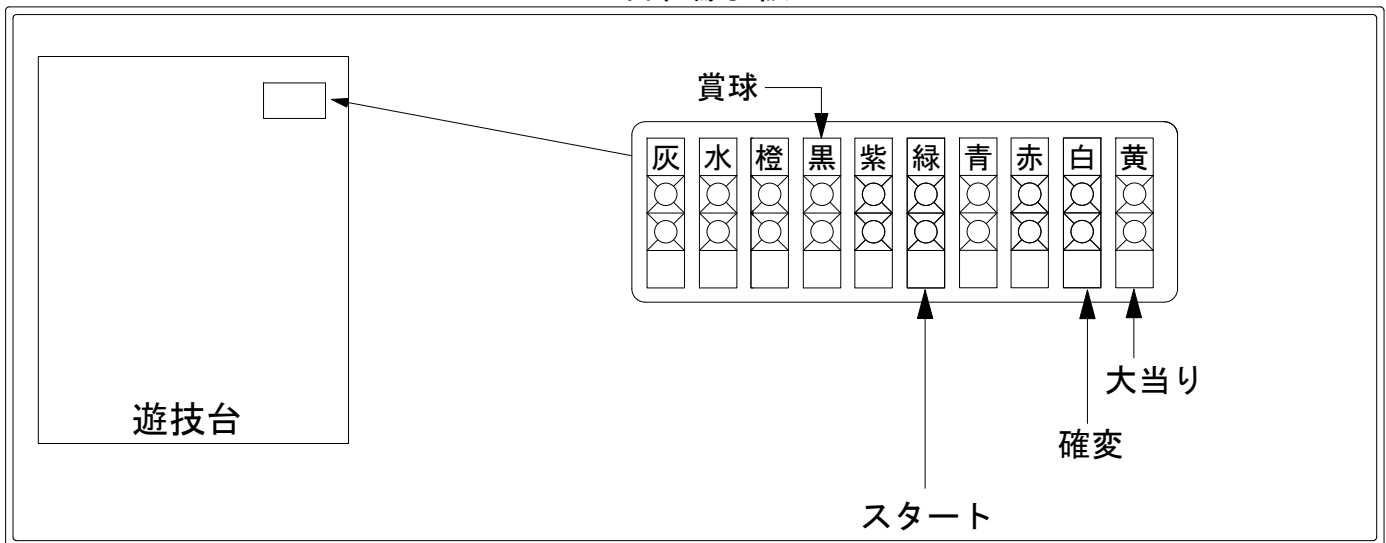 賞球
灰 水 橙 黒 紫 緑 青 赤 白 黄
大当り
遊技台
確変
スタート